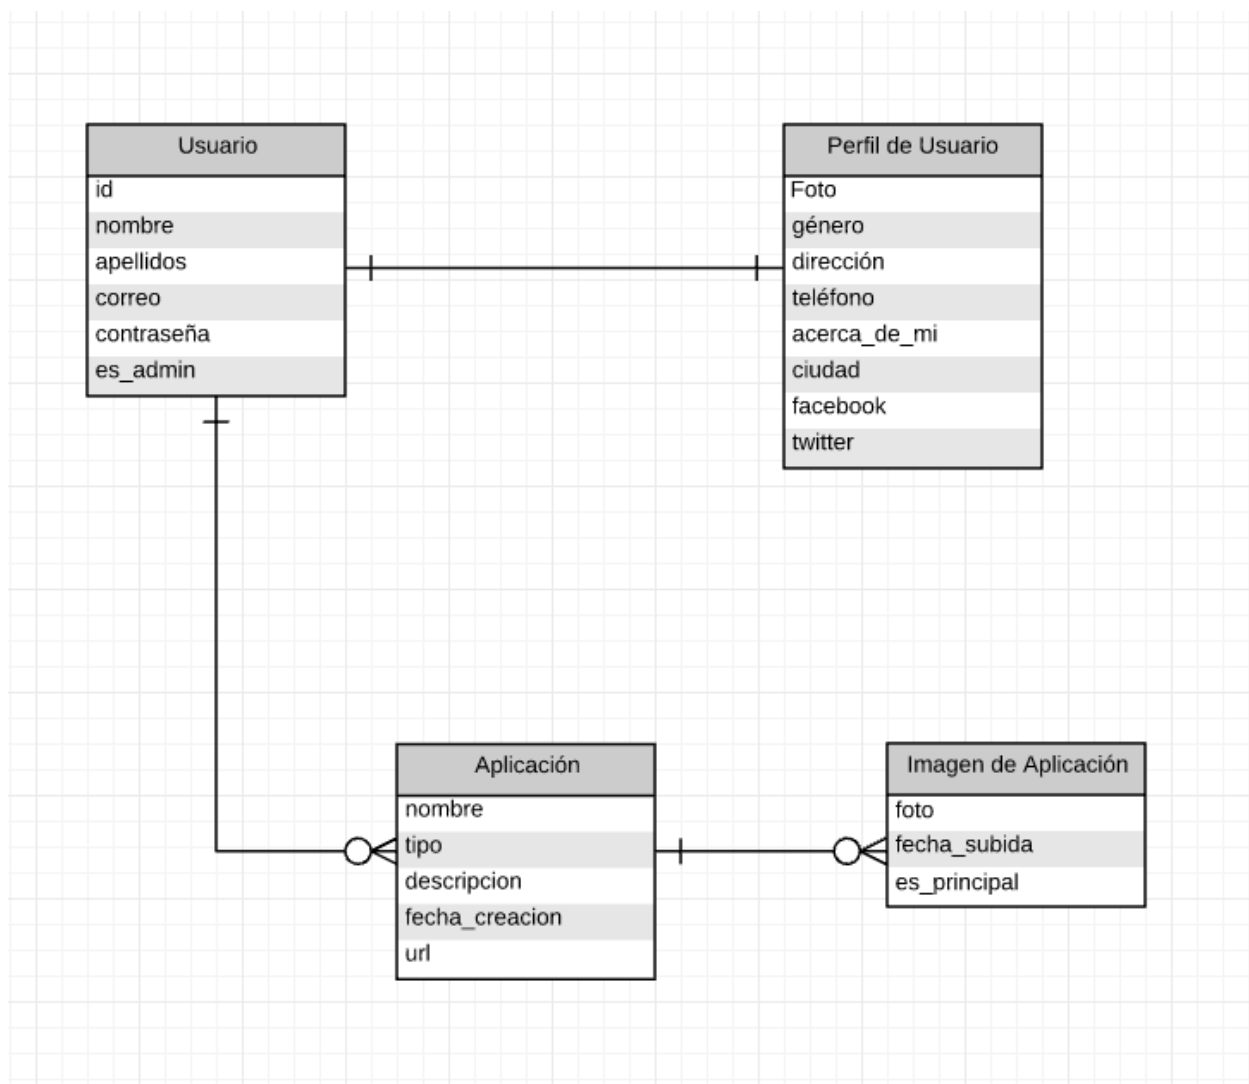 Usuario
id
nombre
apellidos
correo
contraseña
es_admin
Perfil de Usuario
Foto
género
dirección
teléfono
acerca_de_mi
ciudad
facebook
twitter
Aplicación
nombre
tipo
descripcion
fecha_creacion
url
Imagen de Aplicación
foto
fecha_subida
es_principal